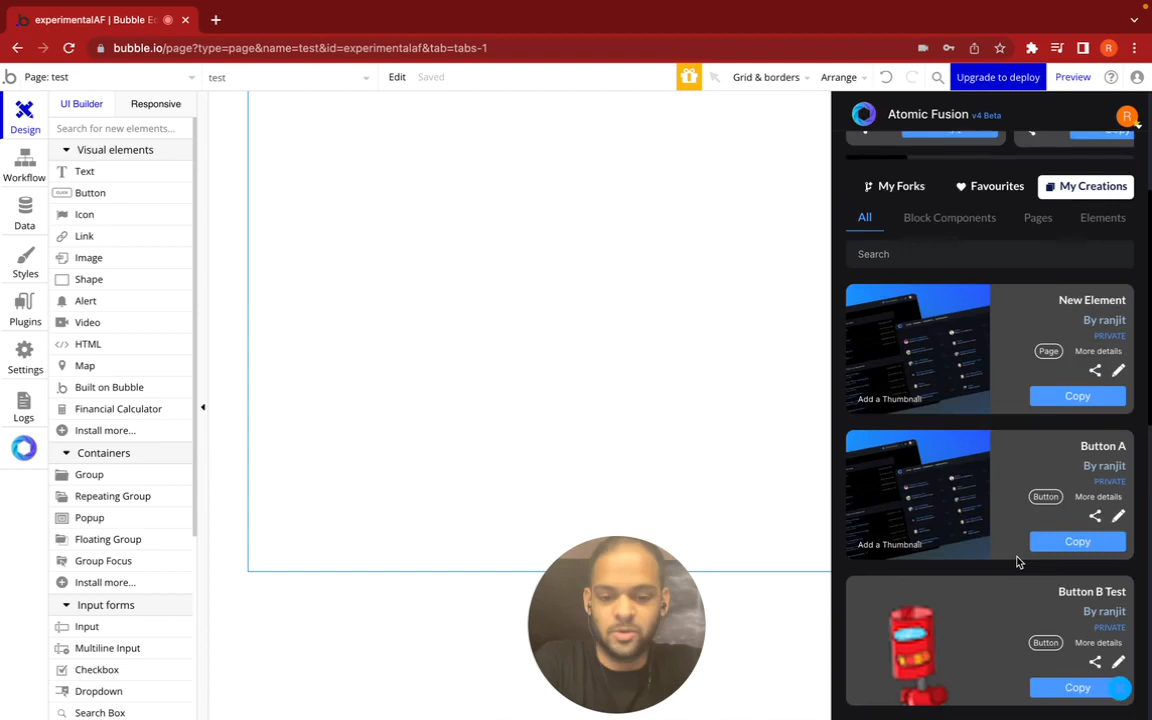 experimentalAF | Bubble Ed
bubble.io/page?type=page&name=test&id=experimentalaf&tab=tabs-1
R
Page: test
test
Edit
Saved
Grid & borders
Arrange
Upgrade to deploy
Preview
Design
Workflow
Data
Styles
Plugins
Settings
Logs
UI Builder
Responsive
Search for new elements...
Visual elements
Text
Button
Icon
Link
Image
Shape
Alert
Video
HTML
Map
Built on Bubble
Financial Calculator
Install more...
Containers
Group
Repeating Group
Popup
Floating Group
Group Focus
Install more...
Input forms
Input
Multiline Input
Checkbox
Dropdown
Search Box
Atomic Fusion v4 Beta
R
My Forks
Favourites
My Creations
All
Block Components
Pages
Elements
Search
New Element
By ranjit
PRIVATE
Page
More details
Add a Thumbnail
Copy
Button A
By ranjit
PRIVATE
Button
More details
Add a Thumbnail
Copy
Button B Test
By ranjit
PRIVATE
Button
More details
Copy